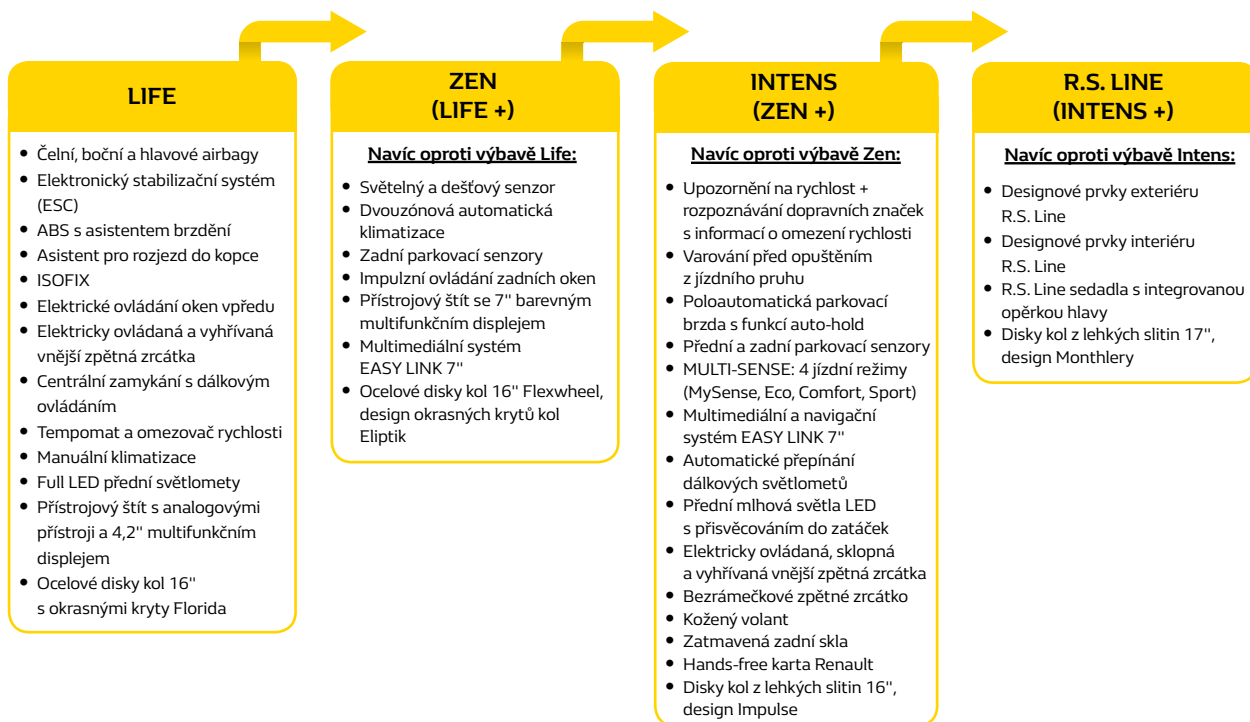 LIFE
• Čelní, boční a hlavové airbagy
• Elektronický stabilizační systém
(ESC)
• ABS s asistentem brzdění
• Asistent pro rozjezd do kopce
• ISOFIX
• Elektrické ovládání oken vpředu
• Elektricky ovládaná a vyhřívaná
vnější zpětná zrcátka
• Centrální zamykání s dálkovým
ovládáním
• Tempomat a omezovač rychlosti
• Manuální klimatizace
• Full LED přední světlomety
• Přístrojový štít s analogovými
přístroji a 4,2" multifunkčním
displejem
• Ocelové disky kol 16"
s okrasnými kryty Florida
ZEN
(LIFE +)
Navíc oproti výbavě Life:
• Světelný a dešťový senzor
• Dvouzónová automatická
klimatizace
• Zadní parkovací senzory
• Impulzní ovládání zadních oken
• Přístrojový štít se 7" barevným
multifunkčním displejem
• Multimediální systém
EASY LINK 7"
• Ocelové disky kol 16" Flexwheel,
design okrasných krytů kol
Eliptik
INTENS
(ZEN +)
Navíc oproti výbavě Zen:
• Upozornění na rychlost +
rozpoznávání dopravních značek
s informací o omezení rychlosti
• Varování před opuštěním
z jízdního pruhu
• Poloautomatická parkovací
brzda s funkcí auto-hold
• Přední a zadní parkovací senzory
• MULTI-SENSE: 4 jízdní režimy
(MySense, Eco, Comfort, Sport)
• Multimediální a navigační
systém EASY LINK 7"
• Automatické přepínání
dálkových světlometů
• Přední mlhová světla LED
s přisvěcováním do zatáček
• Elektricky ovládaná, sklopná
a vyhřívaná vnější zpětná zrcátka
• Bezrámečkové zpětné zrcátko
• Kožený volant
• Zatmavená zadní skla
• Hands-free karta Renault
• Disky kol z lehkých slitin 16",
design Impulse
R.S. LINE
(INTENS +)
Navíc oproti výbavě Intens:
• Designové prvky exteriéru
R.S. Line
• Designové prvky interiéru
R.S. Line
• R.S. Line sedadla s integrovanou
opěrkou hlavy
• Disky kol z lehkých slitin 17",
design Monthlery